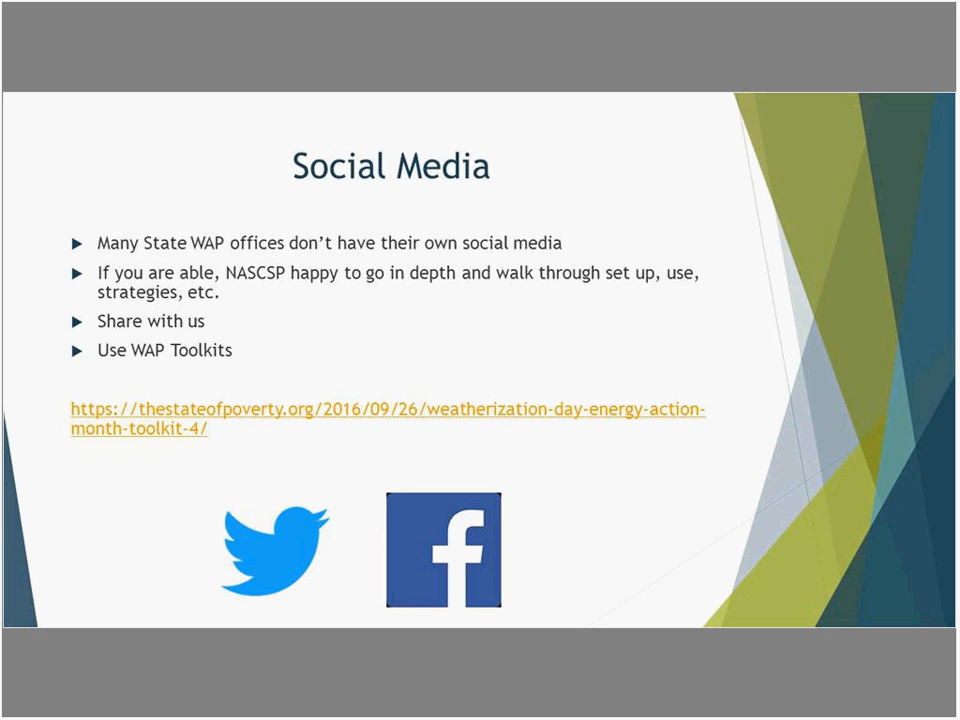 Social Media
Many State WAP offices don't have their own social media
If you are able, NASCSP happy to go in depth and walk through set up, use,
strategies, etc.
Share with us
Use WAP Toolkits
https://thestateofpoverty.org/2016/09/26/weatherization-day-energy-action-
month-toolkit-4/